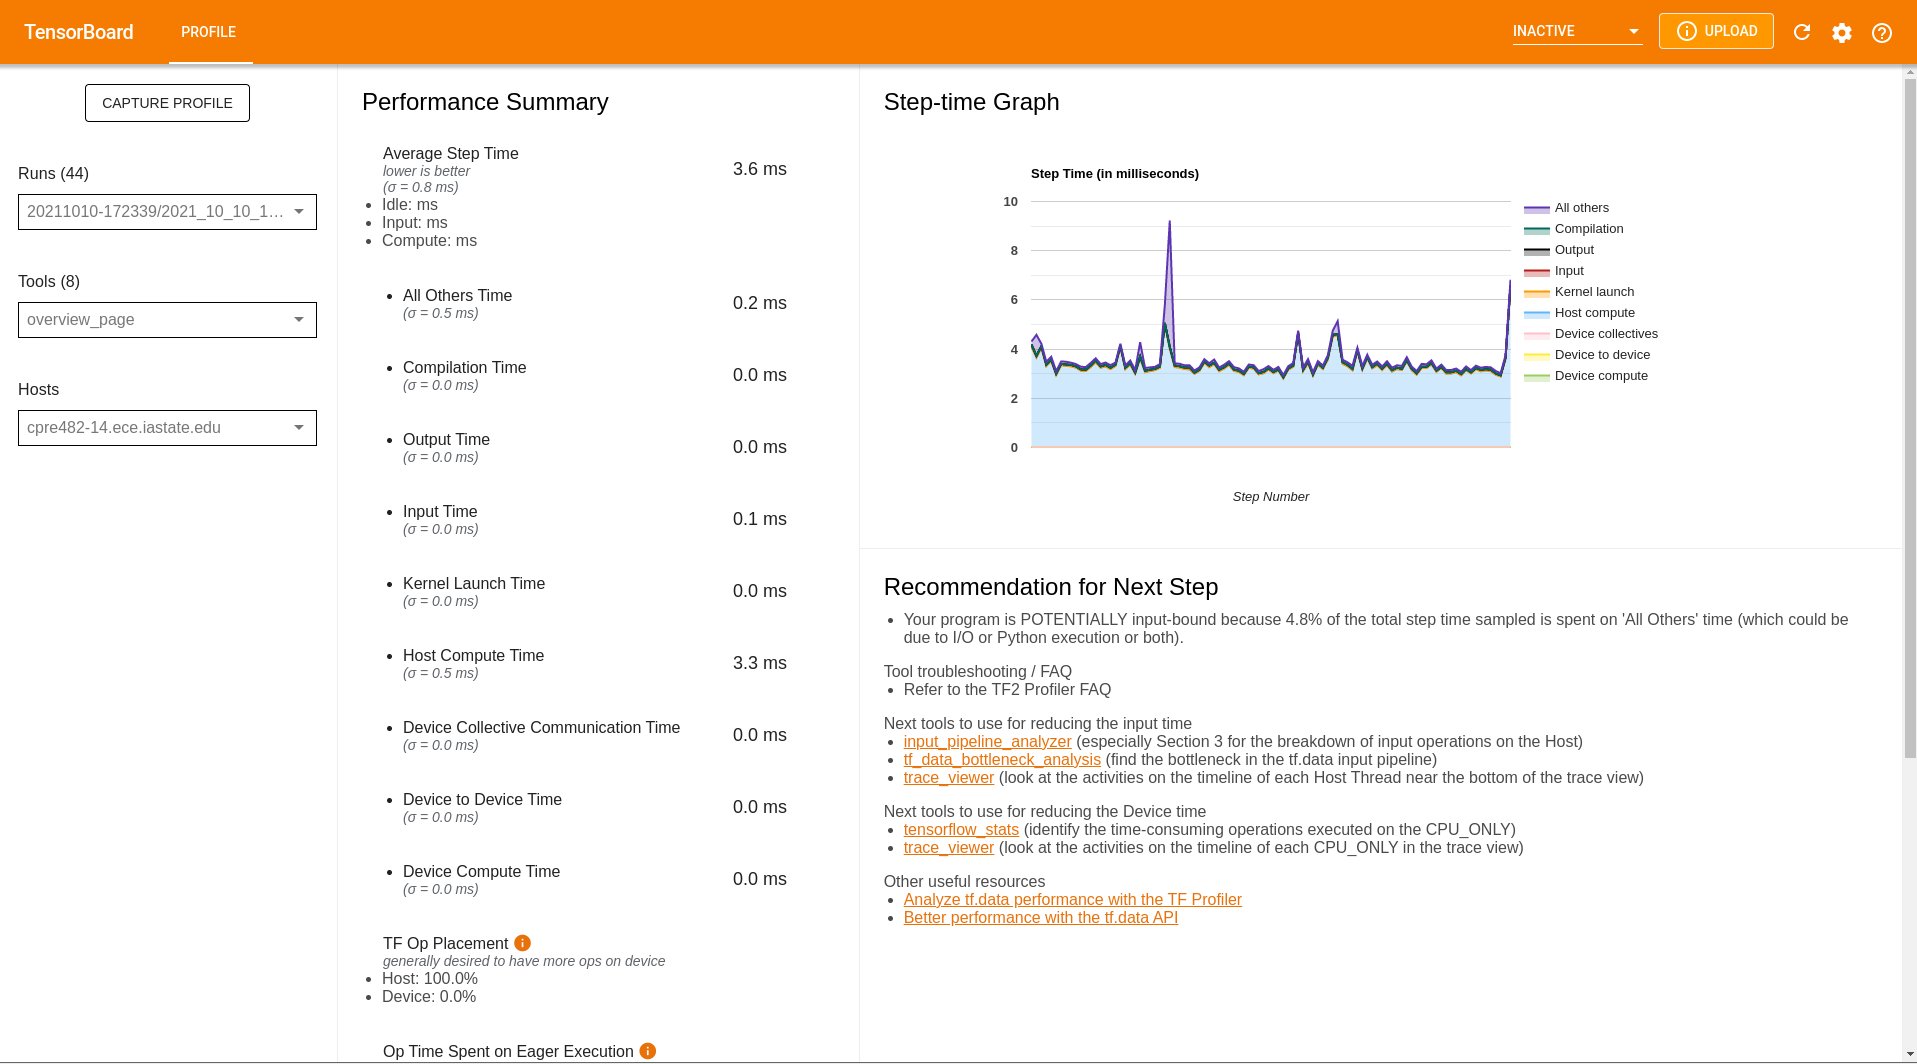 TensorBoard
PROFILE
INACTIVE
UPLOAD
CAPTURE PROFILE
Runs (44)
20211010-172339/2021_10_10_1…
Tools (8)
overview_page
Hosts
cpre482-14.ece.iastate.edu
Performance Summary
Average Step Time
lower is better
(σ = 0.8 ms)
3.6 ms
Idle: ms
Input: ms
Compute: ms
All Others Time
(σ = 0.5 ms)
0.2 ms
Compilation Time
(σ = 0.0 ms)
0.0 ms
Output Time
(σ = 0.0 ms)
0.0 ms
Input Time
(σ = 0.0 ms)
0.1 ms
Kernel Launch Time
(σ = 0.0 ms)
0.0 ms
Host Compute Time
(σ = 0.5 ms)
3.3 ms
Device Collective Communication Time
(σ = 0.0 ms)
0.0 ms
Device to Device Time
(σ = 0.0 ms)
0.0 ms
Device Compute Time
(σ = 0.0 ms)
0.0 ms
TF Op Placement
generally desired to have more ops on device
Host: 100.0%
Device: 0.0%
Op Time Spent on Eager Execution
Step-time Graph
Step Time (in milliseconds)
10
8
6
4
2
0
Step Number
All others
Compilation
Output
Input
Kernel launch
Host compute
Device collectives
Device to device
Device compute
Recommendation for Next Step
Your program is POTENTIALLY input-bound because 4.8% of the total step time sampled is spent on 'All Others' time (which could be
due to I/O or Python execution or both).
Tool troubleshooting / FAQ
Refer to the TF2 Profiler FAQ
Next tools to use for reducing the input time
input_pipeline_analyzer (especially Section 3 for the breakdown of input operations on the Host)
tf_data_bottleneck_analysis (find the bottleneck in the tf.data input pipeline)
trace_viewer (look at the activities on the timeline of each Host Thread near the bottom of the trace view)
Next tools to use for reducing the Device time
tensorflow_stats (identify the time-consuming operations executed on the CPU_ONLY)
trace_viewer (look at the activities on the timeline of each CPU_ONLY in the trace view)
Other useful resources
Analyze tf.data performance with the TF Profiler
Better performance with the tf.data API